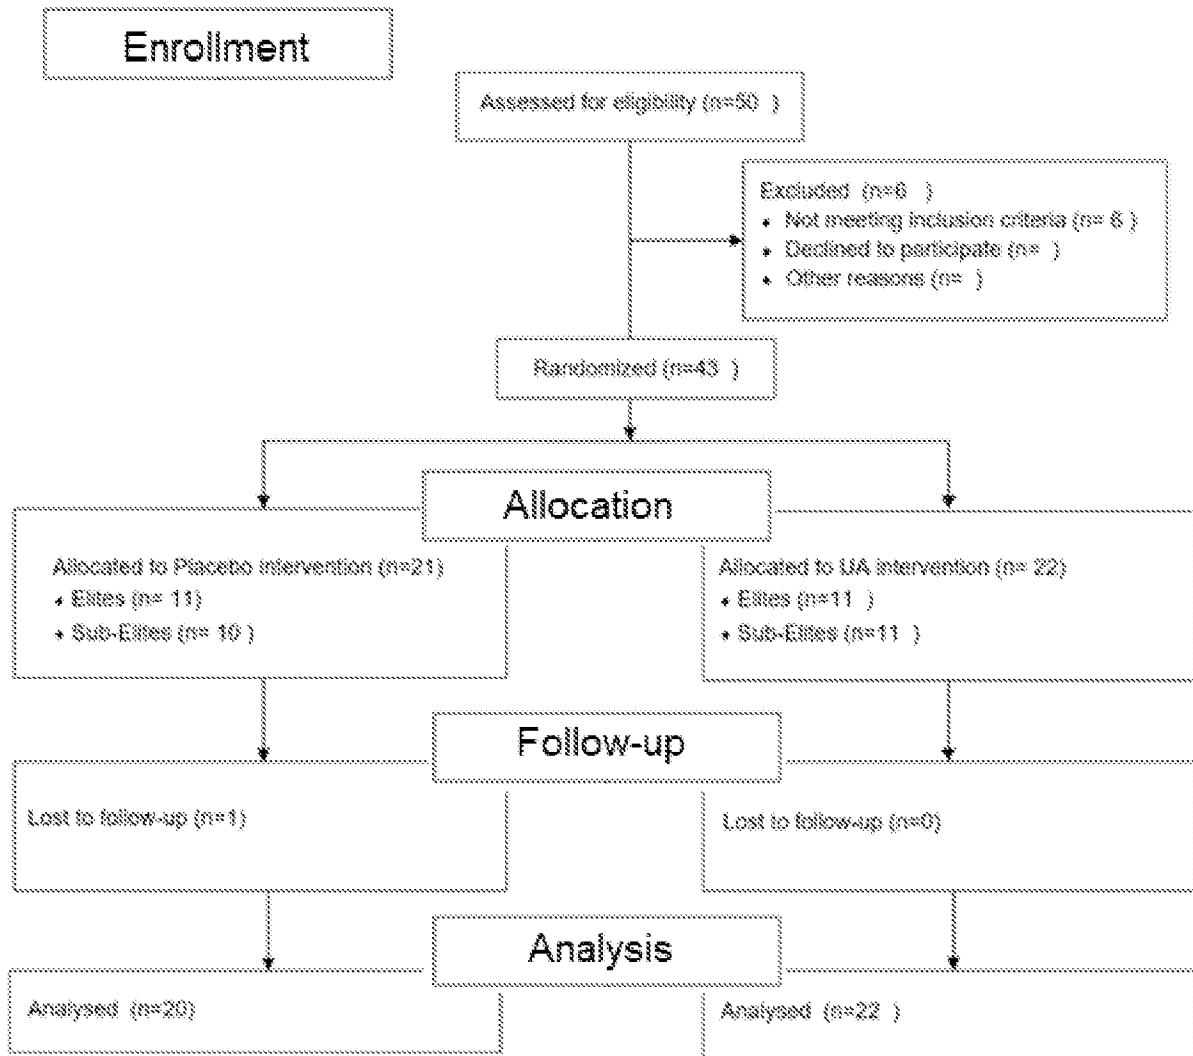 Enrollment
Assessed for eligibility (n=50 )
Excluded (n=6 )
• Not meeting inclusion criteria (n= 6 )
• Declined to participate (n= )
• Other reasons (n= )
Randomized (n=43 )
Allocation
Allocated to Placebo intervention (n=21)
• Elites (n= 11)
• Sub-Elites (n= 10 )
Allocated to UA intervention (n= 22)
• Elites (n=11 )
• Sub-Elites (n=11 )
Follow-up
Lost to follow-up (n=1)
Lost to follow-up (n=0)
Analysis
Analysed (n=20)
Analysed (n=22 )